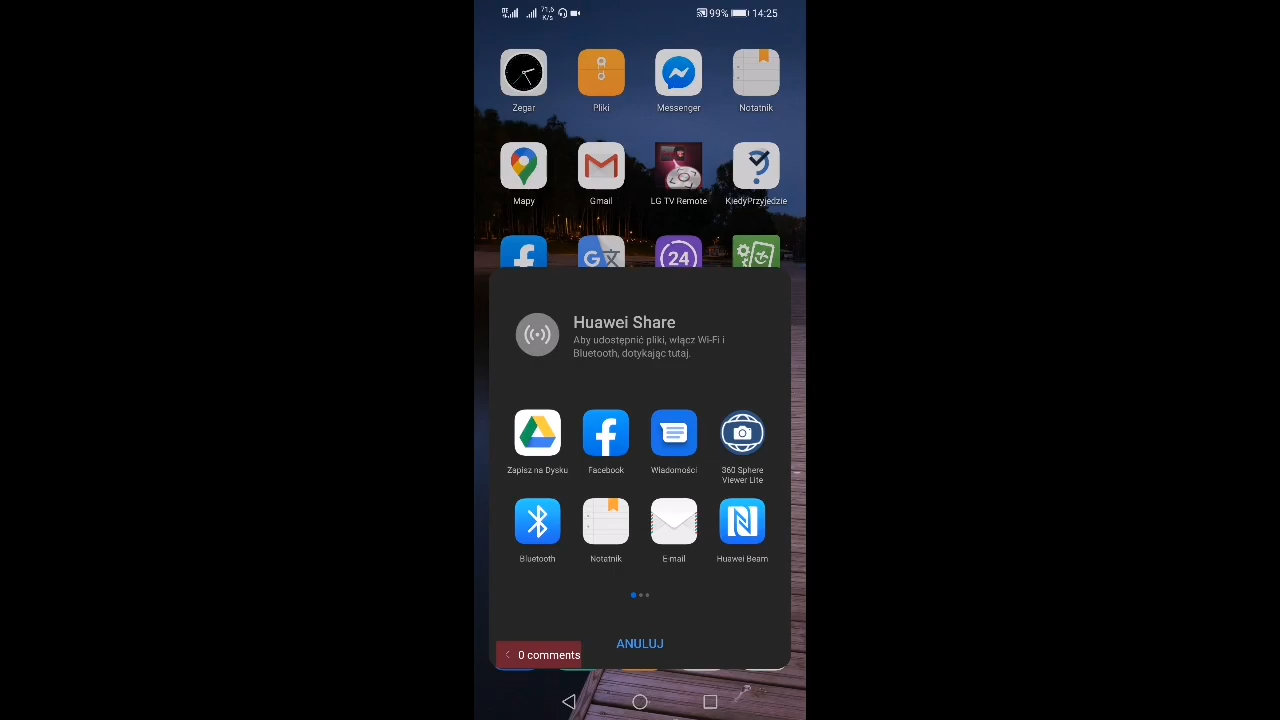 71,6
K/s
99%
14:25
Zegar
Pliki
Messenger
Notatnik
Mapy
Gmail
LG TV Remote
KiedyPrzyjedzie
24
Huawei Share
Aby udostępnić pliki, włącz Wi-Fi i
Bluetooth, dotykając tutaj.
Zapisz na Dysku
Facebook
Wiadomości
360 Sphere
Viewer Lite
Bluetooth
Notatnik
E-mail
Huawei Beam
ANULUJ
0 comments